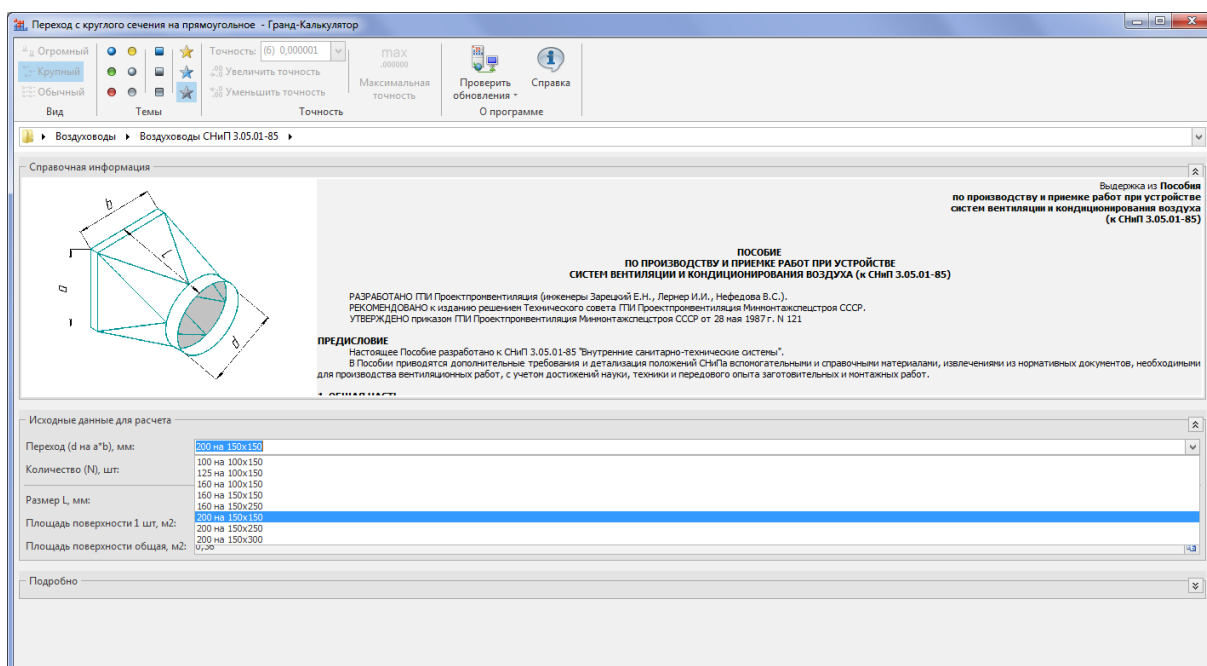 Переход с круглого сечения на прямоугольное - Гранд-Калькулятор
Огромный
Крупный
Обычный
Вид
Темы
Точность: (6) 0,000001
Увеличить точность
Уменьшить точность
max
.000000
Максимальная
точность
Точность
Проверить
обновления
Справка
О программе
Воздуховоды
Воздуховоды СНиП 3.05.01-85
Справочная информация
b
L
a
d
Выдержка из Пособия
по производству и приемке работ при устройстве
систем вентиляции и кондиционирования воздуха
(к СНиП 3.05.01-85)
ПОСОБИЕ
ПО ПРОИЗВОДСТВУ И ПРИЕМКЕ РАБОТ ПРИ УСТРОЙСТВЕ
СИСТЕМ ВЕНТИЛЯЦИИ И КОНДИЦИОНИРОВАНИЯ ВОЗДУХА (к СНиП 3.05.01-85)
РАЗРАБОТАНО ГПИ Проектпромвентиляция (инженеры Зарецкий Е.Н., Лернер И.И., Нефедова В.С.).
РЕКОМЕНДОВАНО к изданию решением Технического совета ГПИ Проектпромвентиляция Минмонтажспецстроя СССР.
УТВЕРЖДЕНО приказом ГПИ Проектпромвентиляция Минмонтажспецстроя СССР от 28 мая 1987 г. N 121
ПРЕДИСЛОВИЕ
Настоящее Пособие разработано к СНиП 3.05.01-85 "Внутренние санитарно-технические системы".
В Пособии приводятся дополнительные требования и детализация положений СНиПа вспомогательными и справочными материалами, извлечениями из нормативных документов, необходимыми
для производства вентиляционных работ, с учетом достижений науки, техники и передового опыта заготовительных и монтажных работ.
1. ОБЩАЯ ЧАСТЬ
Исходные данные для расчета
Переход (d на a*b), мм:
200 на 150x150
Количество (N), шт:
100 на 100x150
125 на 100x150
160 на 100x150
160 на 150x150
160 на 150x250
200 на 150x150
200 на 150x250
200 на 150x300
Размер L, мм:
Площадь поверхности 1 шт, м2:
Площадь поверхности общая, м2: 0,36
Подробно